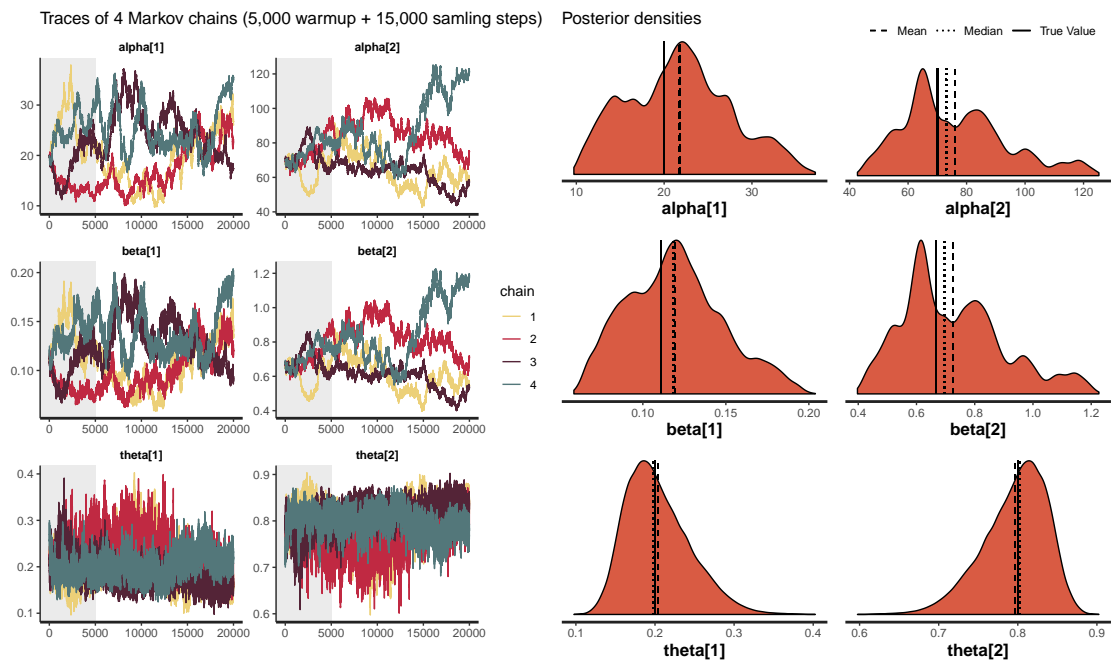 Traces of 4 Markov chains (5,000 warmup + 15,000 samling steps)
alpha[1]
alpha[2]
30
20
10
120
100
80
60
40
0 5000 10000 15000 20000
0 5000 10000 15000 20000
beta[1]
beta[2]
0.20
0.15
0.10
1.2
1.0
0.8
0.6
0.4
0 5000 10000 15000 20000
0 5000 10000 15000 20000
theta[1]
theta[2]
0.4
0.3
0.2
0.1
0.9
0.8
0.7
0.6
0 5000 10000 15000 20000
0 5000 10000 15000 20000
chain
1
2
3
4
Posterior densities
Mean Median True Value
10 20 30
alpha[1]
40 60 80 100 120
alpha[2]
0.10 0.15 0.20
beta[1]
0.4 0.6 0.8 1.0 1.2
beta[2]
0.1 0.2 0.3 0.4
theta[1]
0.6 0.7 0.8 0.9
theta[2]